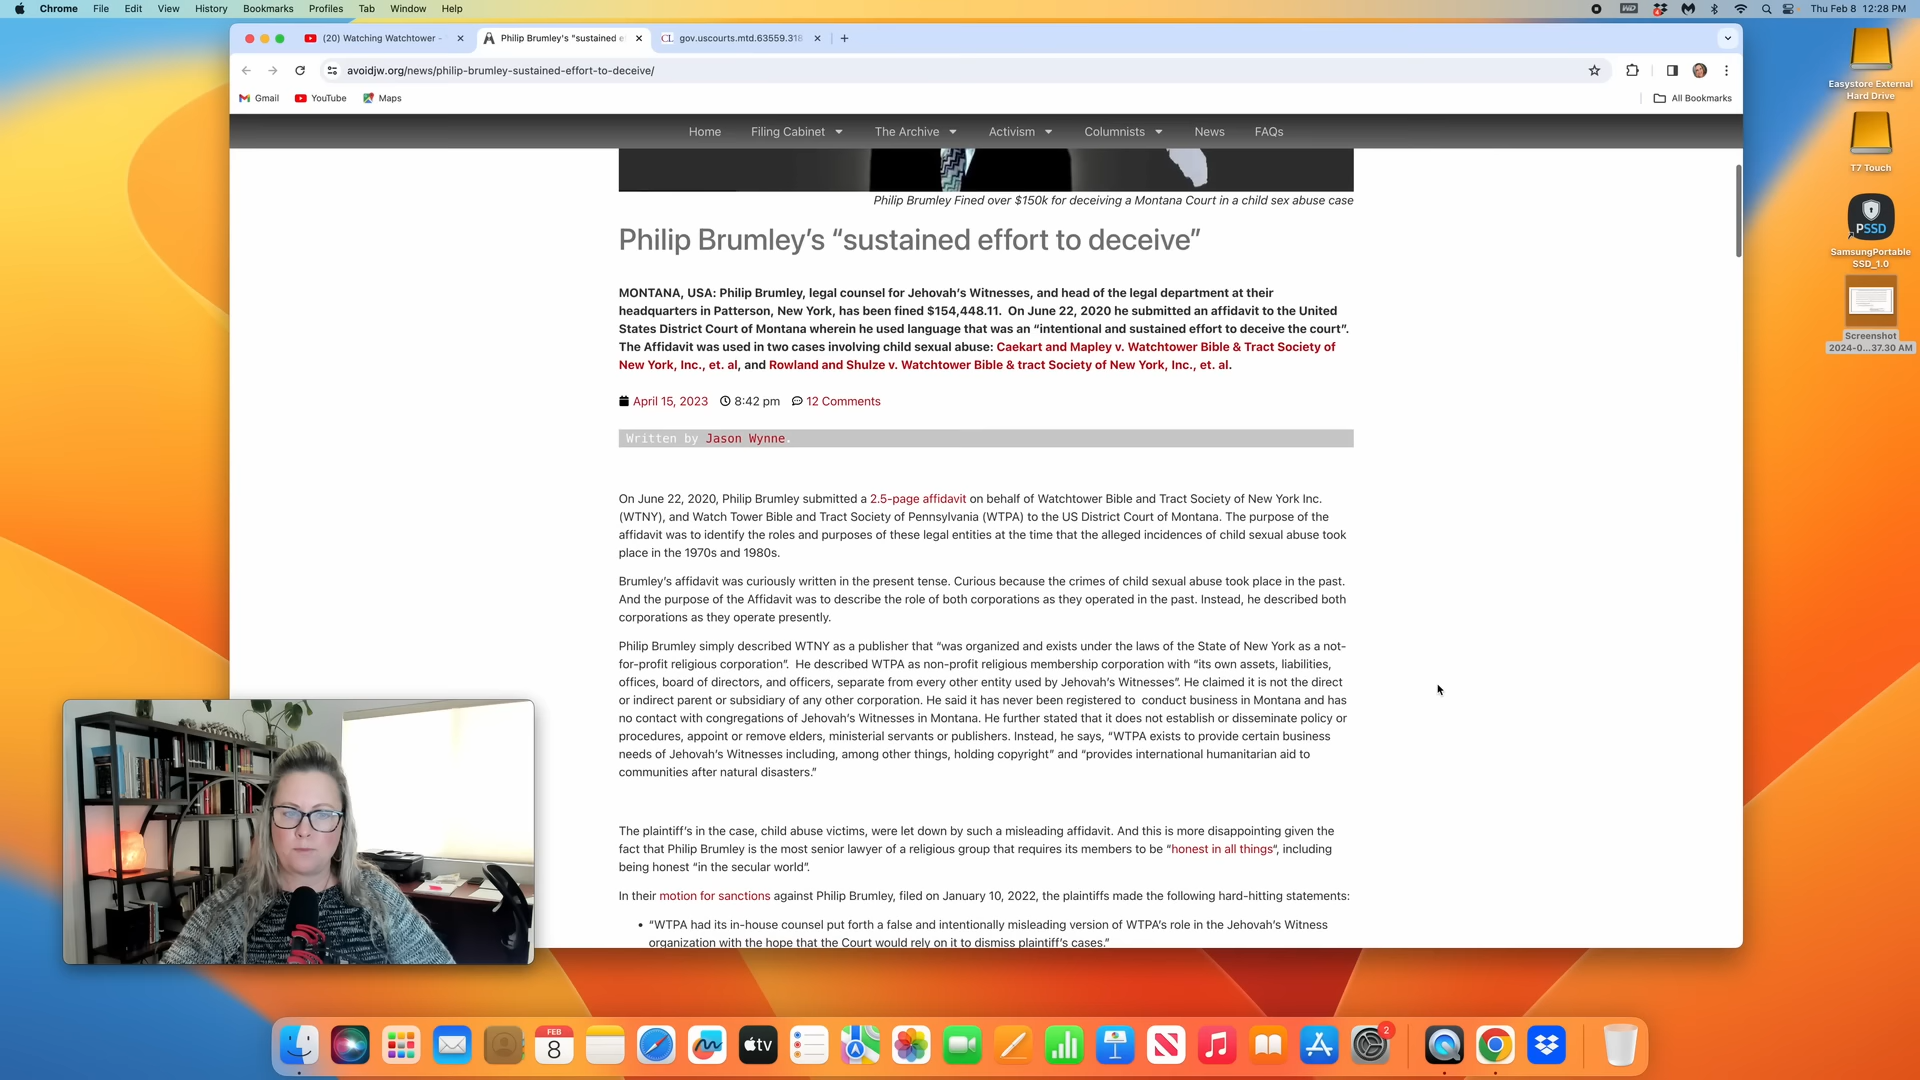 Chrome File Edit View History Bookmarks Profiles Tab Window Help
Thu Feb 8 12:28 PM
(20) Watching Watchtower -
Philip Brumley's "sustained e
gov.uscourts.mtd.63559.318
avoidjw.org/news/philip-brumley-sustained-effort-to-deceive/
Gmail YouTube Maps
All Bookmarks
Home Filing Cabinet The Archive Activism Columnists News FAQs
Philip Brumley Fined over $150k for deceiving a Montana Court in a child sex abuse case
Philip Brumley's “sustained effort to deceive”
MONTANA, USA: Philip Brumley, legal counsel for Jehovah's Witnesses, and head of the legal department at their
headquarters in Patterson, New York, has been fined $154,448.11. On June 22, 2020 he submitted an affidavit to the United
States District Court of Montana wherein he used language that was an “intentional and sustained effort to deceive the court”.
The Affidavit was used in two cases involving child sexual abuse: Caekart and Mapley v. Watchtower Bible & Tract Society of
New York, Inc., et. al, and Rowland and Shulze v. Watchtower Bible & tract Society of New York, Inc., et. al.
April 15, 2023 8:42 pm 12 Comments
Written by Jason Wynne.
On June 22, 2020, Philip Brumley submitted a 2.5-page affidavit on behalf of Watchtower Bible and Tract Society of New York Inc.
(WTNY), and Watch Tower Bible and Tract Society of Pennsylvania (WTPA) to the US District Court of Montana. The purpose of the
affidavit was to identify the roles and purposes of these legal entities at the time that the alleged incidences of child sexual abuse took
place in the 1970s and 1980s.
Brumley's affidavit was curiously written in the present tense. Curious because the crimes of child sexual abuse took place in the past.
And the purpose of the Affidavit was to describe the role of both corporations as they operated in the past. Instead, he described both
corporations as they operate presently.
Philip Brumley simply described WTNY as a publisher that “was organized and exists under the laws of the State of New York as a not-
for-profit religious corporation”. He described WTPA as non-profit religious membership corporation with “its own assets, liabilities,
offices, board of directors, and officers, separate from every other entity used by Jehovah's Witnesses”. He claimed it is not the direct
or indirect parent or subsidiary of any other corporation. He said it has never been registered to conduct business in Montana and has
no contact with congregations of Jehovah's Witnesses in Montana. He further stated that it does not establish or disseminate policy or
procedures, appoint or remove elders, ministerial servants or publishers. Instead, he says, “WTPA exists to provide certain business
needs of Jehovah's Witnesses including, among other things, holding copyright” and “provides international humanitarian aid to
communities after natural disasters.”
The plaintiff's in the case, child abuse victims, were let down by such a misleading affidavit. And this is more disappointing given the
fact that Philip Brumley is the most senior lawyer of a religious group that requires its members to be “honest in all things“, including
being honest “in the secular world”.
In their motion for sanctions against Philip Brumley, filed on January 10, 2022, the plaintiffs made the following hard-hitting statements:
• “WTPA had its in-house counsel put forth a false and intentionally misleading version of WTPA's role in the Jehovah's Witness
organization with the hope that the Court would rely on it to dismiss plaintiff's cases.”
Easystore External
Hard Drive
T7 Touch
PSSD
SamsungPortable
SSD_1.0
Screenshot
2024-0...37.30 AM
FEB
8
tv
2